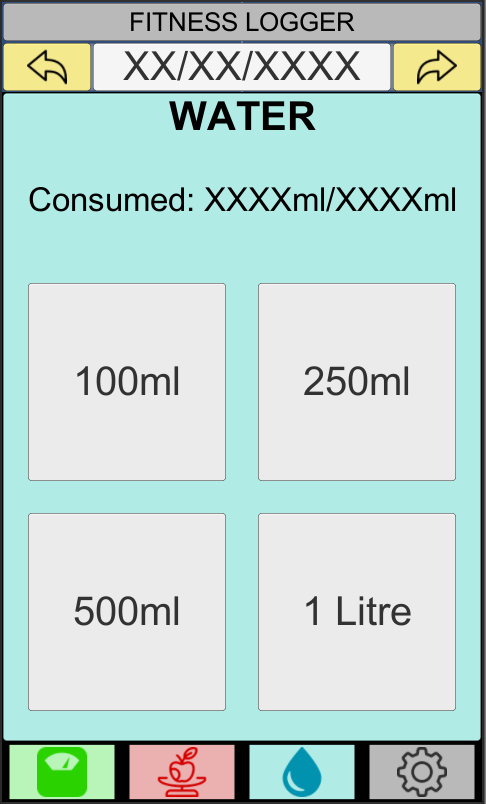 FITNESS LOGGER
XX/XX/XXXX
WATER
Consumed: XXXXml/XXXXml
100ml
250ml
500ml
1 Litre